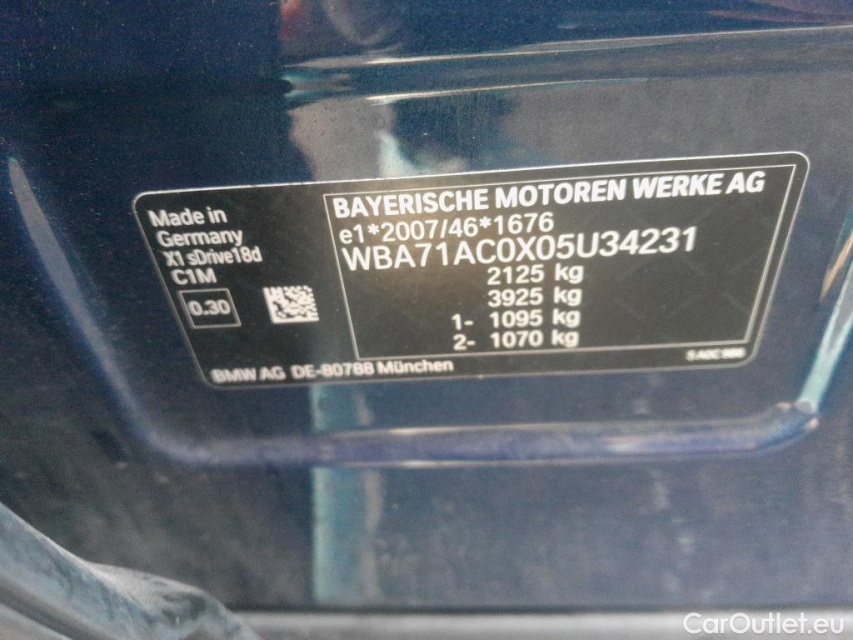 Made in
Germany
X1 sDrive18d
C1M
0.30
BAYERISCHE MOTOREN WERKE AG
e1*2007/46*1676
WBA71AC0X05U34231
2125 kg
3925 kg
1- 1095 kg
2- 1070 kg
BMW AG DE-80788 München
CarOutlet.eu